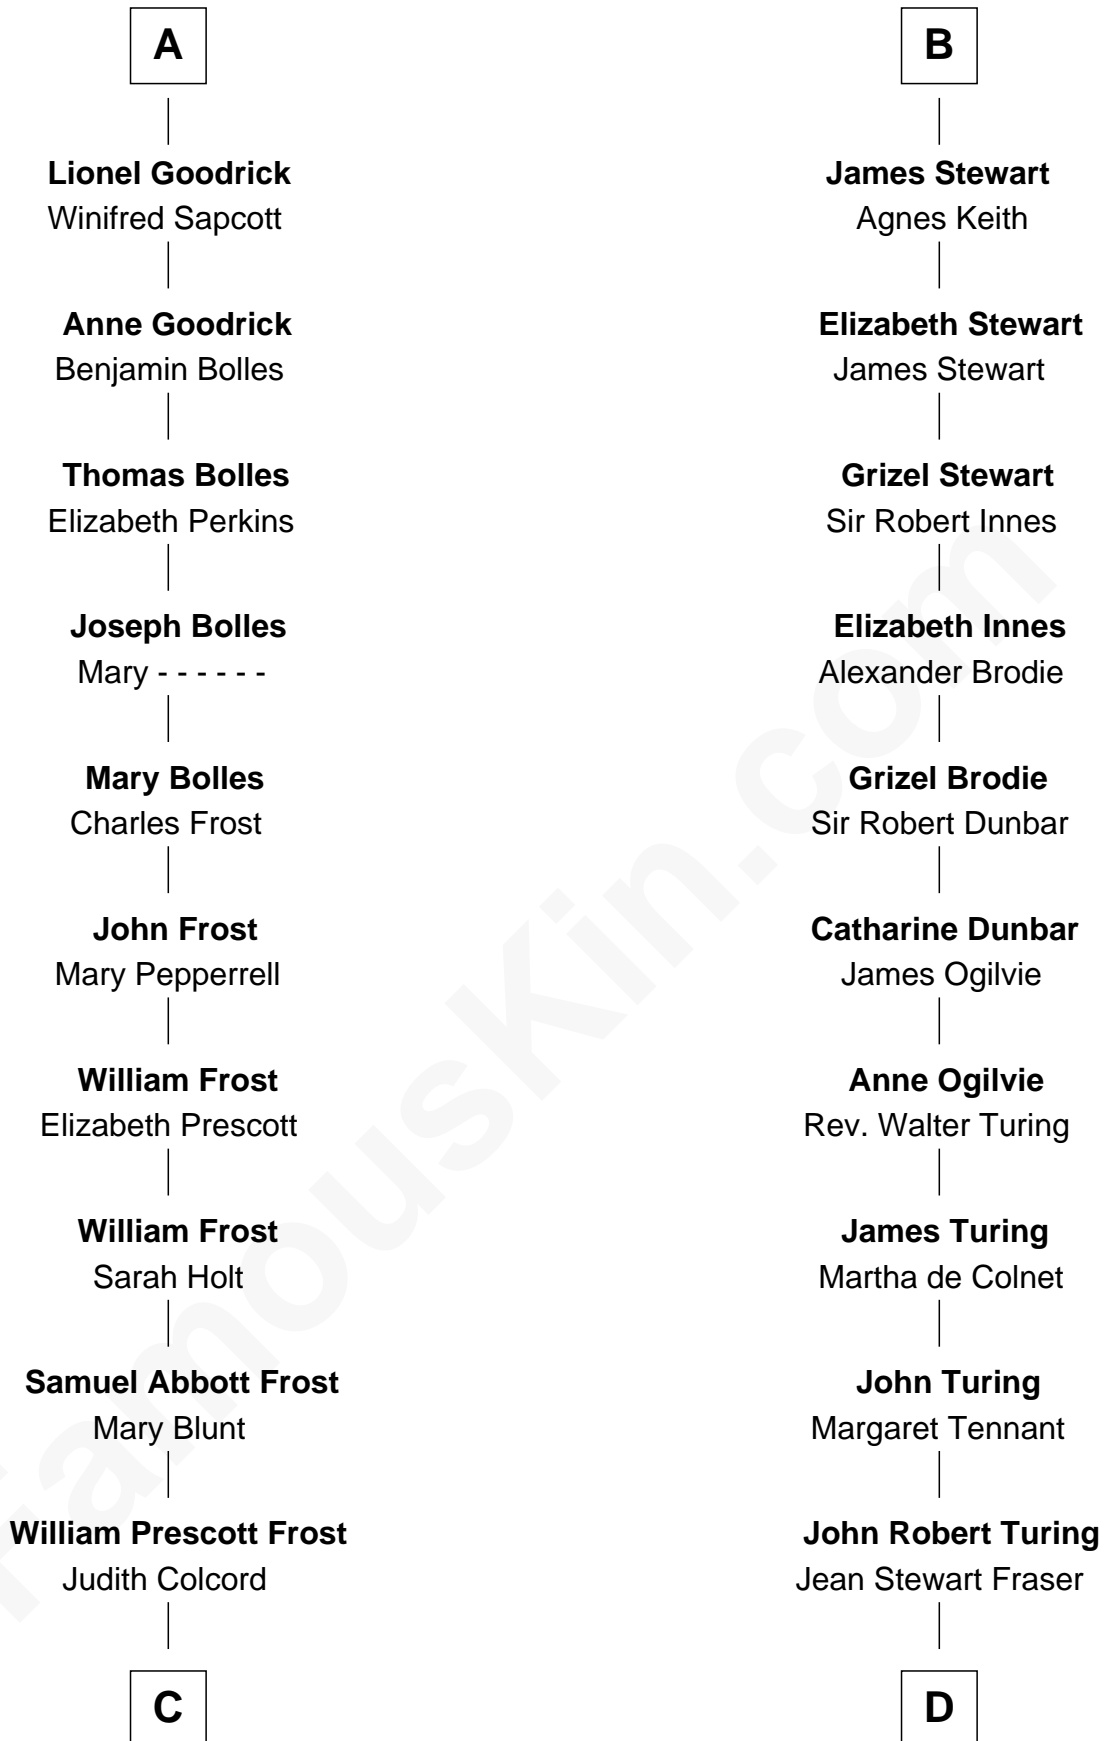 A
Lionel Goodrick
Winifred Sapcott
Anne Goodrick
Benjamin Bolles
Thomas Bolles
Elizabeth Perkins
Joseph Bolles
Mary - - - - - -
Mary Bolles
Charles Frost
John Frost
Mary Pepperrell
William Frost
Elizabeth Prescott
William Frost
Sarah Holt
Samuel Abbott Frost
Mary Blunt
William Prescott Frost
Judith Colcord
C
B
James Stewart
Agnes Keith
Elizabeth Stewart
James Stewart
Grizel Stewart
Sir Robert Innes
Elizabeth Innes
Alexander Brodie
Grizel Brodie
Sir Robert Dunbar
Catharine Dunbar
James Ogilvie
Anne Ogilvie
Rev. Walter Turing
James Turing
Martha de Colnet
John Turing
Margaret Tennant
John Robert Turing
Jean Stewart Fraser
D
FamousKin.com